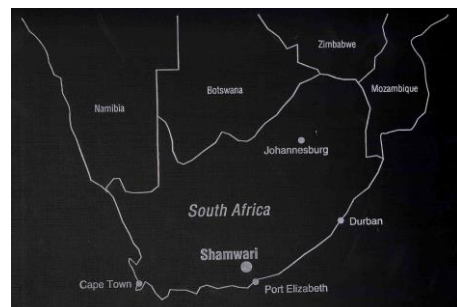 Zimbabwe
Namibia
Botswana
Mozambique
Johannesburg
South Africa
Durban
Shamwari
Cape Town
Port Elizabeth